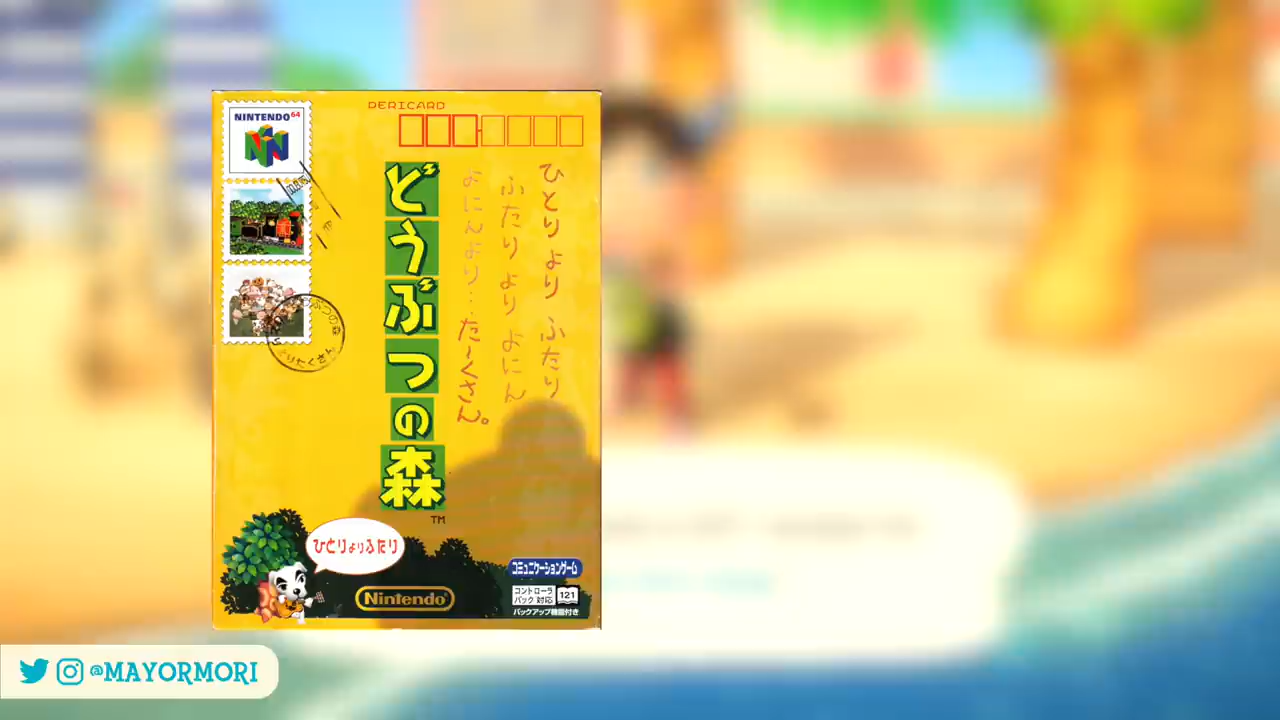 DERICARD
NINTENDO 64
どうぶつの森
TM
ひとりより ふたり
ふたりより よにん
よにんより…た〜くさん。
ひとりよりふたり
Nintendo
コミュニケーションゲーム
コントローラ
パック 対応
121
バックアップ機能付き
@MAYORMORI